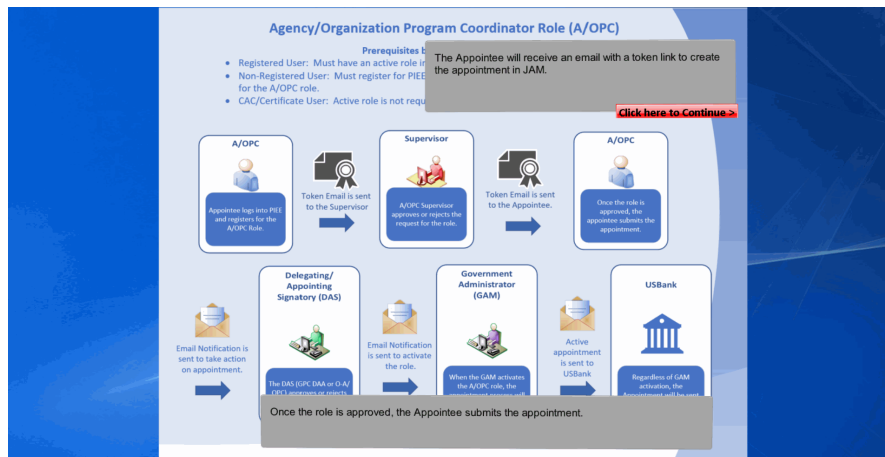 Agency/Organization Program Coordinator Role (A/OPC)
Prerequisites
• Registered User: Must have an active role
• Non-Registered User: Must register for PIEE
for the A/OPC role.
• CAC/Certificate User: Active role is not
The Appointee will receive an email with a token link to create
the appointment in JAM.
Click here to Continue >
A/OPC
Appointee logs into PIEE
and registers for the
A/OPC Role.
Token Email is sent
to the Supervisor
Supervisor
A/OPC Supervisor
approves or rejects the
request for the role.
Token Email is sent
to the Appointee.
A/OPC
Once the role is
approved, the
appointee submits the
appointment.
Email Notification is
sent to take action
on appointment.
Delegating/
Appointing
Signatory (DAS)
The DAS (GPC DAA or O-A/
OPC) approves or rejects
Email Notification
is sent to activate
the role.
Government
Administrator
(GAM)
When the GAM activates
the A/OPC role, the
appointment process will
Active
appointment
is sent to
USBank
USBank
Regardless of GAM
activation, the
Appointment will be sent
Once the role is approved, the Appointee submits the appointment.